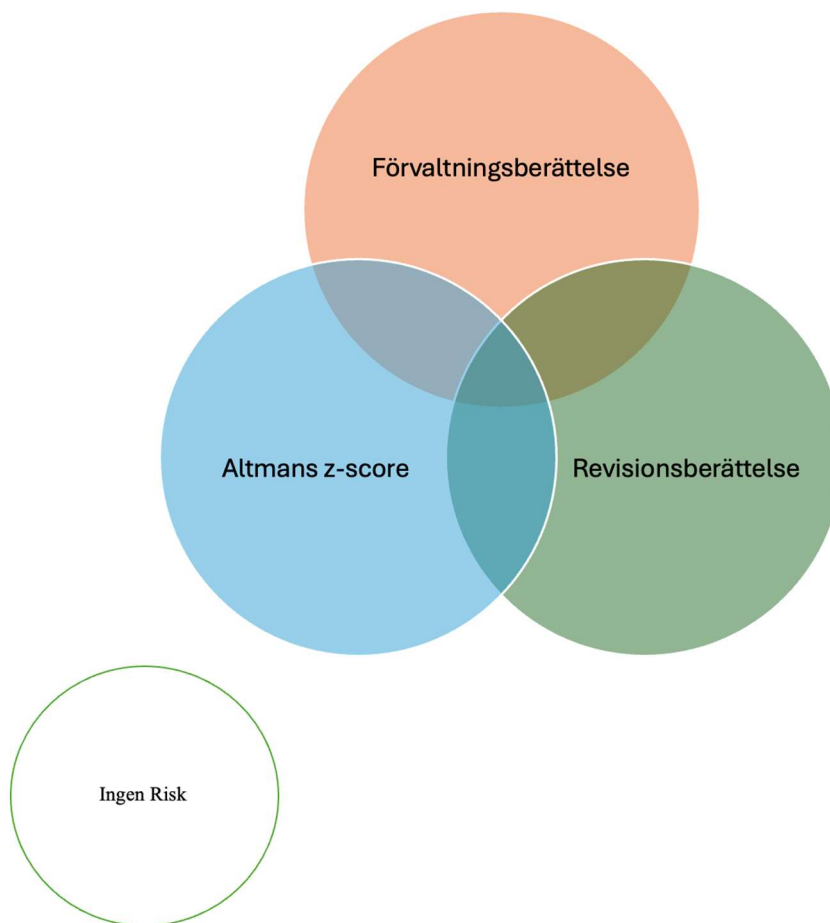 Förvaltningsberättelse
Altmans z-score
Revisionsberättelse
Ingen Risk